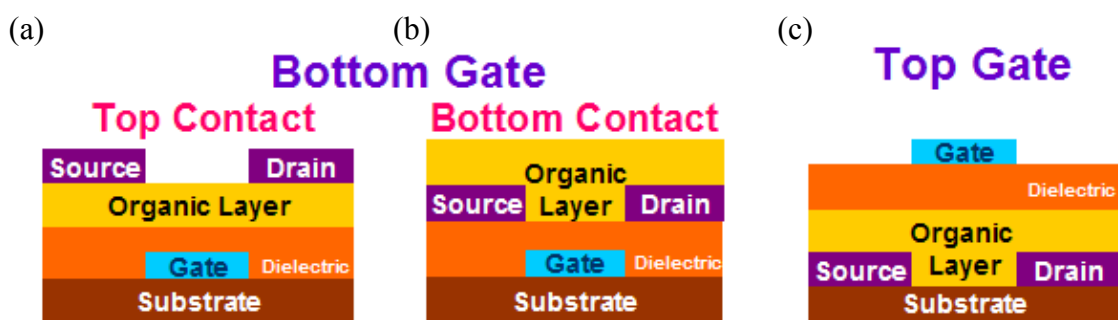 (a)
(b)
(c)
Bottom Gate
Top Gate
Top Contact
Bottom Contact
Source
Drain
Organic Layer
Gate
Dielectric
Substrate
Organic
Source
Layer
Drain
Gate
Dielectric
Substrate
Gate
Dielectric
Organic
Source
Layer
Drain
Substrate